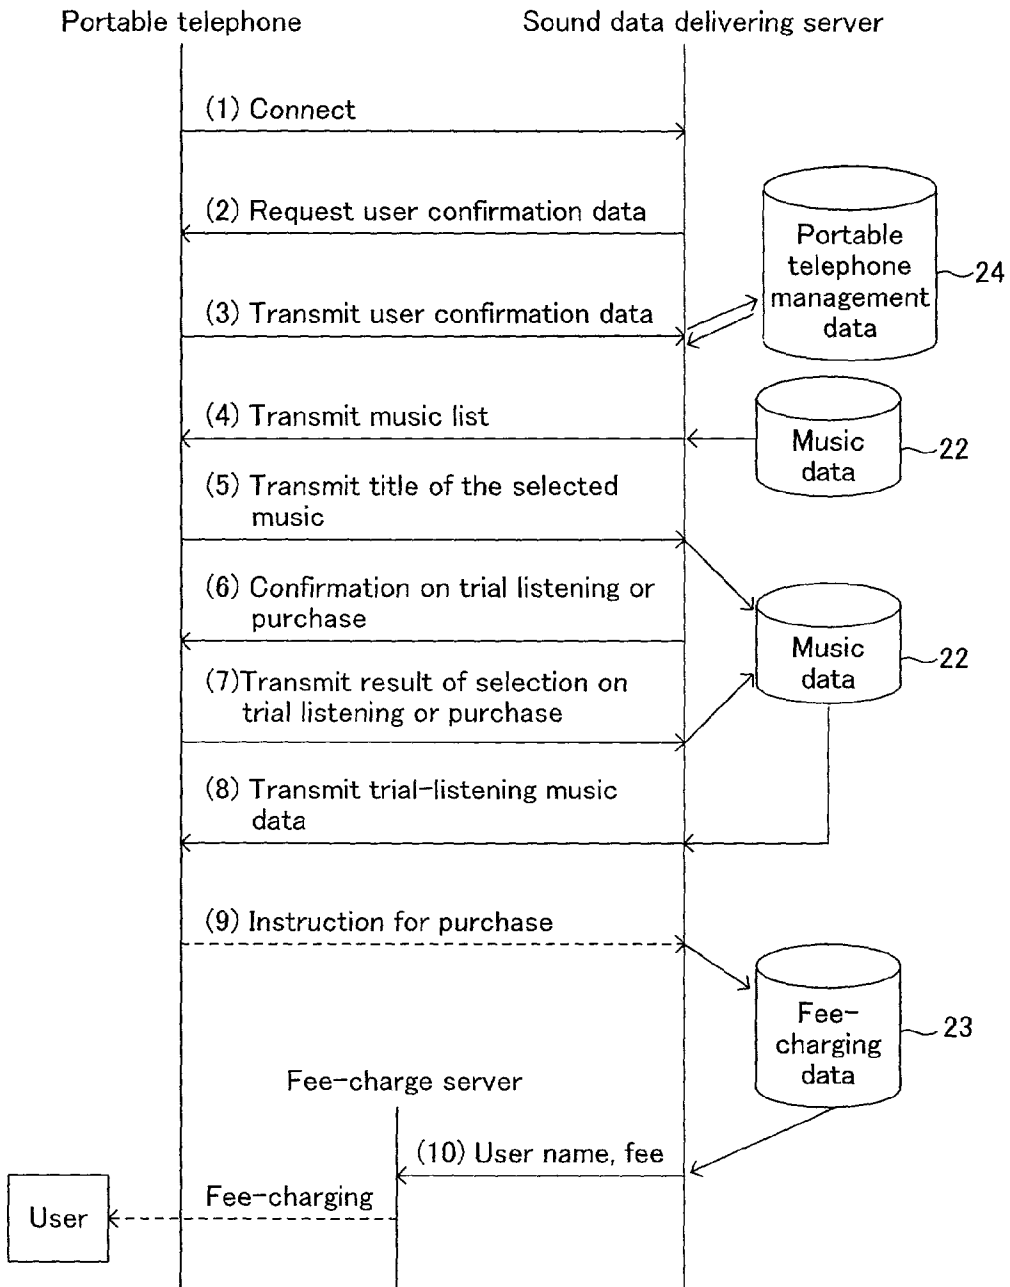 Portable telephone
Sound data delivering server
(1) Connect
(2) Request user confirmation data
Portable
telephone
management
data
24
(3) Transmit user confirmation data
(4) Transmit music list
Music
data
22
(5) Transmit title of the selected
music
(6) Confirmation on trial listening or
purchase
Music
data
22
(7)Transmit result of selection on
trial listening or purchase
(8) Transmit trial-listening music
data
(9) Instruction for purchase
Fee-
charging
data
23
Fee-charge server
(10) User name, fee
Fee-charging
User